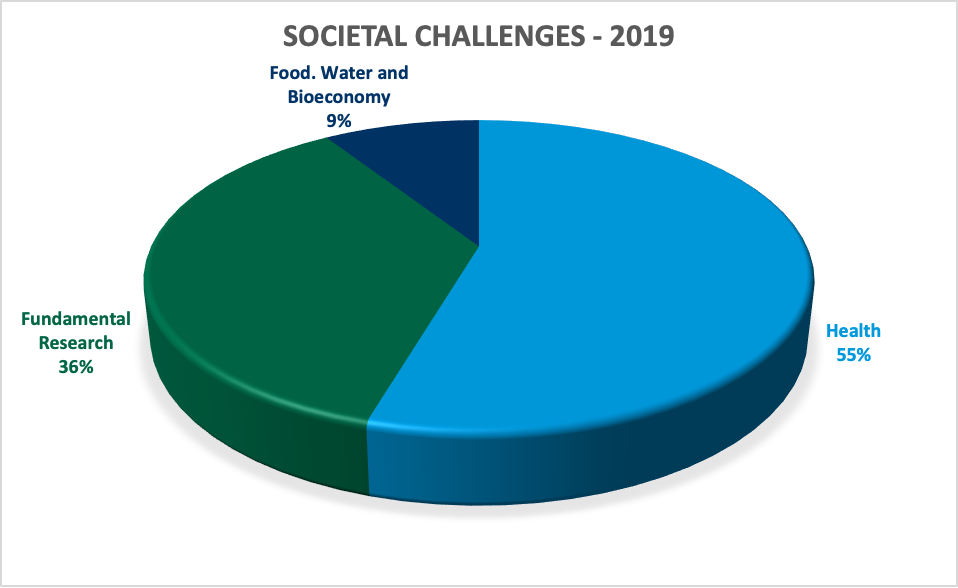 SOCIETAL CHALLENGES - 2019
Food. Water and
Bioeconomy
9%
Fundamental
Research
36%
Health
55%